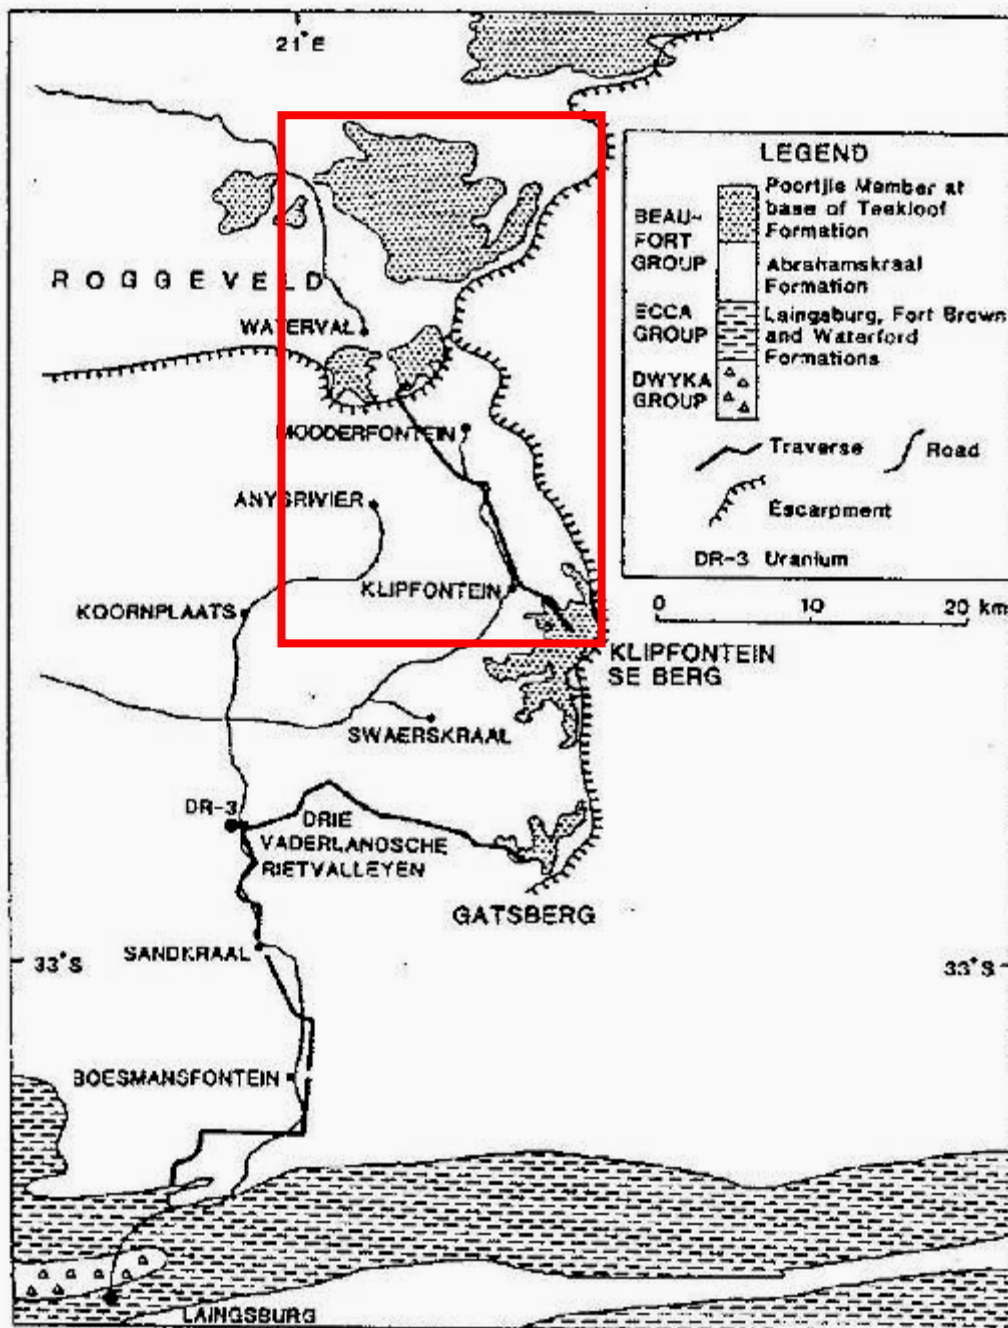 21°E
LEGEND
BEAU-
FORT
GROUP
Poortjie Member at
base of Teekloof
Formation
Abrahamskraal
Formation
ECCA
GROUP
Laingsburg, Fort Brown
and Waterford
Formations
DWYKA
GROUP
Traverse
Road
Escarpment
DR-3 Uranium
0 10 20 km
ROGGEVELD
WATERVAL
MOODERFONTEIN
ANYSRIVIER
KLIPFONTEIN
KOORNPLAATS
KLIPFONTEIN
SE BERG
SWAERSKRAAL
DR-3
DRIE
VADERLANDSCHE
RIETVALLEYEN
GATSBERG
SANDKRAAL
33°S
33°S
BOESMANSFONTEIN
LAINGSBURG